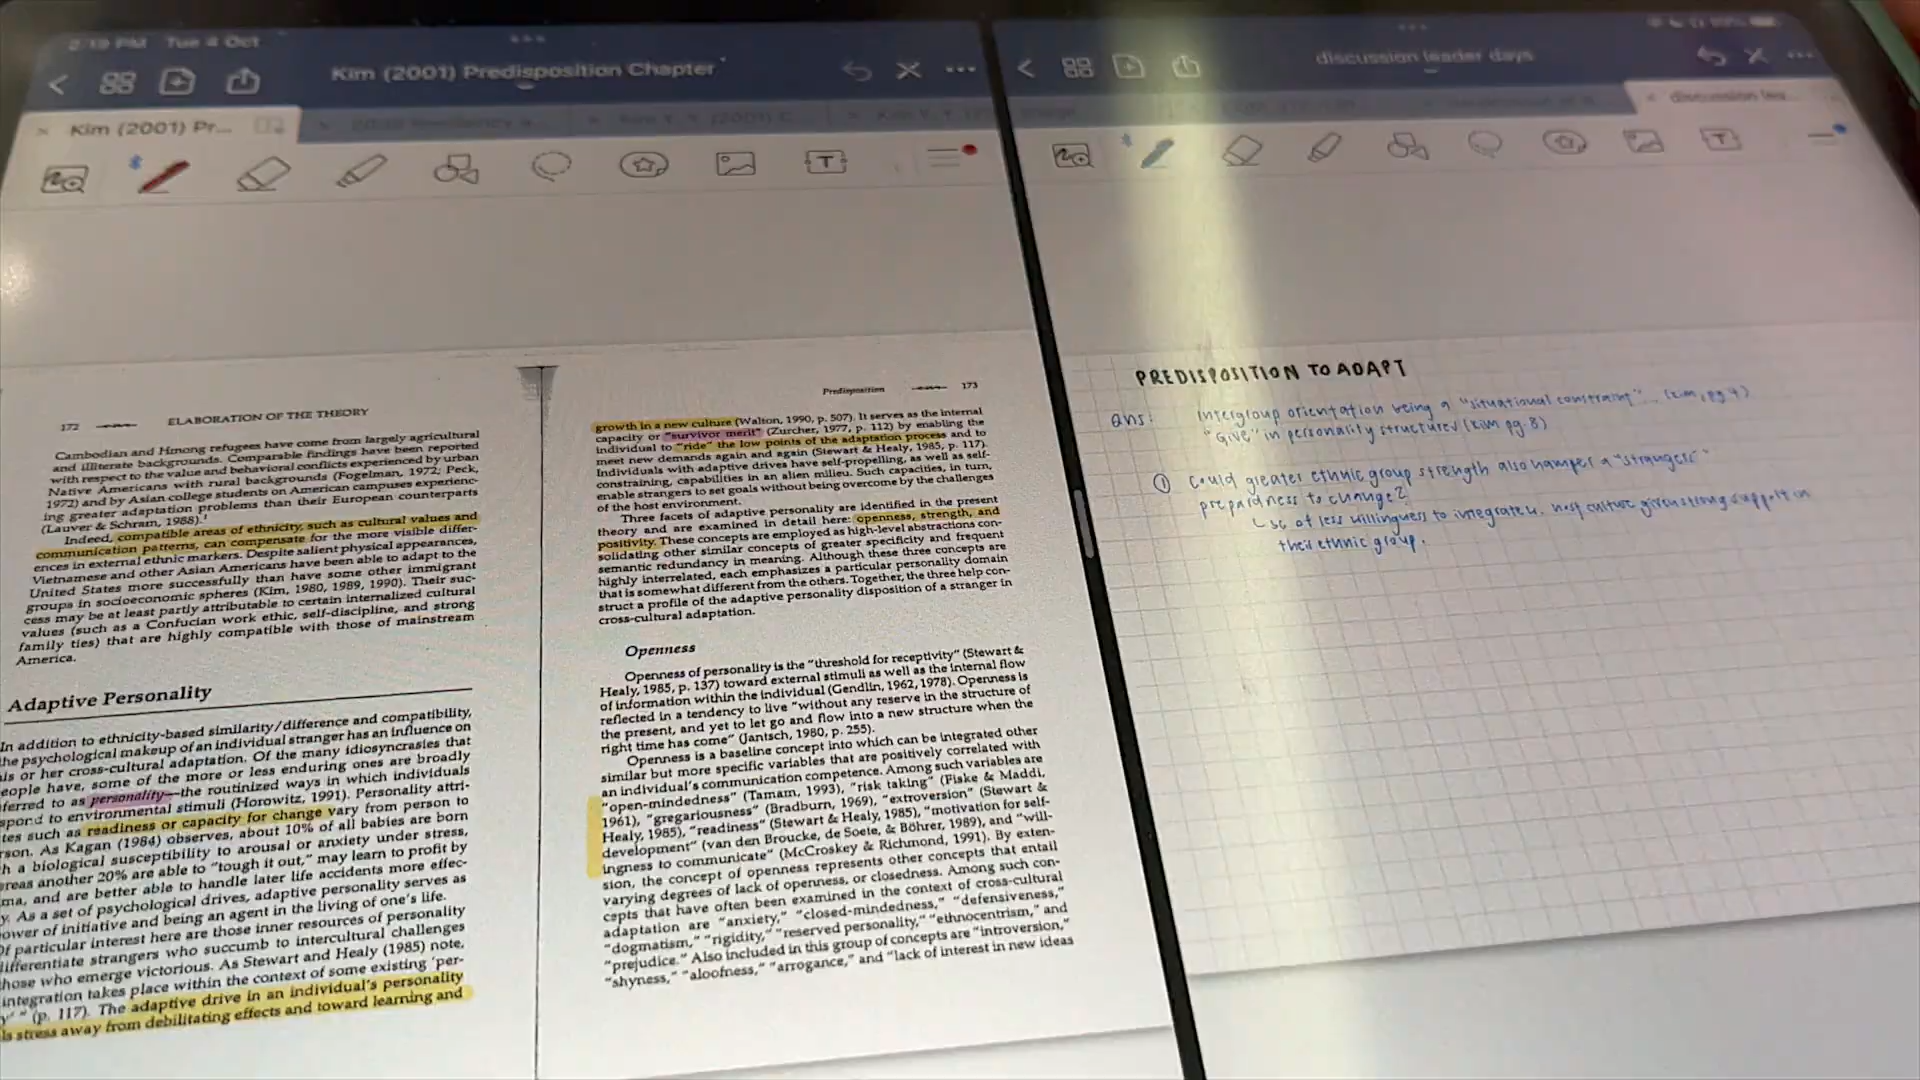 2:19 PM Tue 4 Oct
Kim (2001) Predisposition Chapter
Kim (2001) Pr...
T
172 ELABORATION OF THE THEORY
Cambodian and Hmong refugees have come from largely agricultural
and illiterate backgrounds. Comparable findings have been reported
with respect to the value and behavioral conflicts experienced by urban
Native Americans with rural backgrounds (Fogelman, 1972; Peck,
1972) and by Asian college students on American campuses experienc-
ing greater adaptation problems than their European counterparts
(Lauver & Schram, 1988).¹
Indeed, compatible areas of ethnicity, such as cultural values and
communication patterns, can compensate for the more visible differ-
ences in external ethnic markers. Despite salient physical appearances,
Vietnamese and other Asian Americans have been able to adapt to the
United States more successfully than have some other immigrant
groups in socioeconomic spheres (Kim, 1980, 1989, 1990). Their suc-
cess may be at least partly attributable to certain internalized cultural
values (such as a Confucian work ethic, self-discipline, and strong
family ties) that are highly compatible with those of mainstream
America.
Adaptive Personality
In addition to ethnicity-based similarity/difference and compatibility,
he psychological makeup of an individual stranger has an influence on
is or her cross-cultural adaptation. Of the many idiosyncrasies that
eople have, some of the more or less enduring ones are broadly
ferred to as personality—the routinized ways in which individuals
spond to environmental stimuli (Horowitz, 1991). Personality attri-
tes such as readiness or capacity for change vary from person to
rson. As Kagan (1984) observes, about 10% of all babies are born
h a biological susceptibility to arousal or anxiety under stress,
ereas another 20% are able to "tough it out," may learn to profit by
ma, and are better able to handle later life accidents more effec-
y. As a set of psychological drives, adaptive personality serves as
ower of initiative and being an agent in the living of one's life.
Of particular interest here are those inner resources of personality
differentiate strangers who succumb to intercultural challenges
hose who emerge victorious. As Stewart and Healy (1985) note,
integration takes place within the context of some existing 'per-
y' " (p. 117). The adaptive drive in an individual's personality
ls stress away from debilitating effects and toward learning and
Predisposition 173
growth in a new culture (Walton, 1990, p. 507). It serves as the internal
capacity or "survivor merit" (Zurcher, 1977, p. 112) by enabling the
individual to "ride" the low points of the adaptation process and to
meet new demands again and again (Stewart & Healy, 1985, p. 117).
Individuals with adaptive drives have self-propelling, as well as self-
constraining, capabilities in an alien milieu. Such capacities, in turn,
enable strangers to set goals without being overcome by the challenges
of the host environment.
Three facets of adaptive personality are identified in the present
theory and are examined in detail here: openness, strength, and
positivity. These concepts are employed as high-level abstractions con-
solidating other similar concepts of greater specificity and frequent
semantic redundancy in meaning. Although these three concepts are
highly interrelated, each emphasizes a particular personality domain
that is somewhat different from the others. Together, the three help con-
struct a profile of the adaptive personality disposition of a stranger in
cross-cultural adaptation.
Openness
Openness of personality is the "threshold for receptivity" (Stewart &
Healy, 1985, p. 137) toward external stimuli as well as the internal flow
of information within the individual (Gendlin, 1962, 1978). Openness is
reflected in a tendency to live "without any reserve in the structure of
the present, and yet to let go and flow into a new structure when the
right time has come" (Jantsch, 1980, p. 255).
Openness is a baseline concept into which can be integrated other
similar but more specific variables that are positively correlated with
an individual's communication competence. Among such variables are
"open-mindedness" (Tamam, 1993), "risk taking" (Fiske & Maddi,
1961), "gregariousness" (Bradburn, 1969), "extroversion" (Stewart &
Healy, 1985), "readiness" (Stewart & Healy, 1985), "motivation for self-
development" (van den Broucke, de Soete, & Böhrer, 1989), and "will-
ingness to communicate" (McCroskey & Richmond, 1991). By exten-
sion, the concept of openness represents other concepts that entail
varying degrees of lack of openness, or closedness. Among such con-
cepts that have often been examined in the context of cross-cultural
adaptation are "anxiety," "closed-mindedness," "defensiveness,"
"dogmatism," "rigidity," "reserved personality," "ethnocentrism," and
"prejudice." Also included in this group of concepts are "introversion,"
"shyness," "aloofness," "arrogance," and "lack of interest in new ideas
discussion leader days
discussion lea...
T
PREDISPOSITION TO ADAPT
ans: Intergroup orientation being a "situational constraint"... (Kim, pg 4)
"Give" in personality structures (Kim pg. 8)
① Could greater ethnic group strength also hamper a "strangers"
prepardness to change?
↳ bc of less willingness to integrate w. host culture given strong support in
their ethnic group.